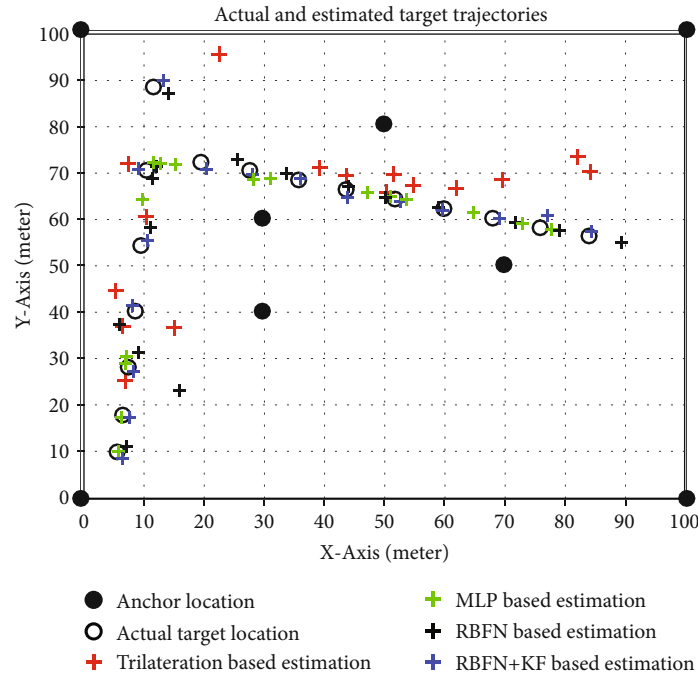 Actual and estimated target trajectories
100
90
80
70
60
50
40
30
20
10
0
Y-Axis (meter)
0 10 20 30 40 50 60 70 80 90 100
X-Axis (meter)
Anchor location
Actual target location
Trilateration based estimation
MLP based estimation
RBFN based estimation
RBFN+KF based estimation